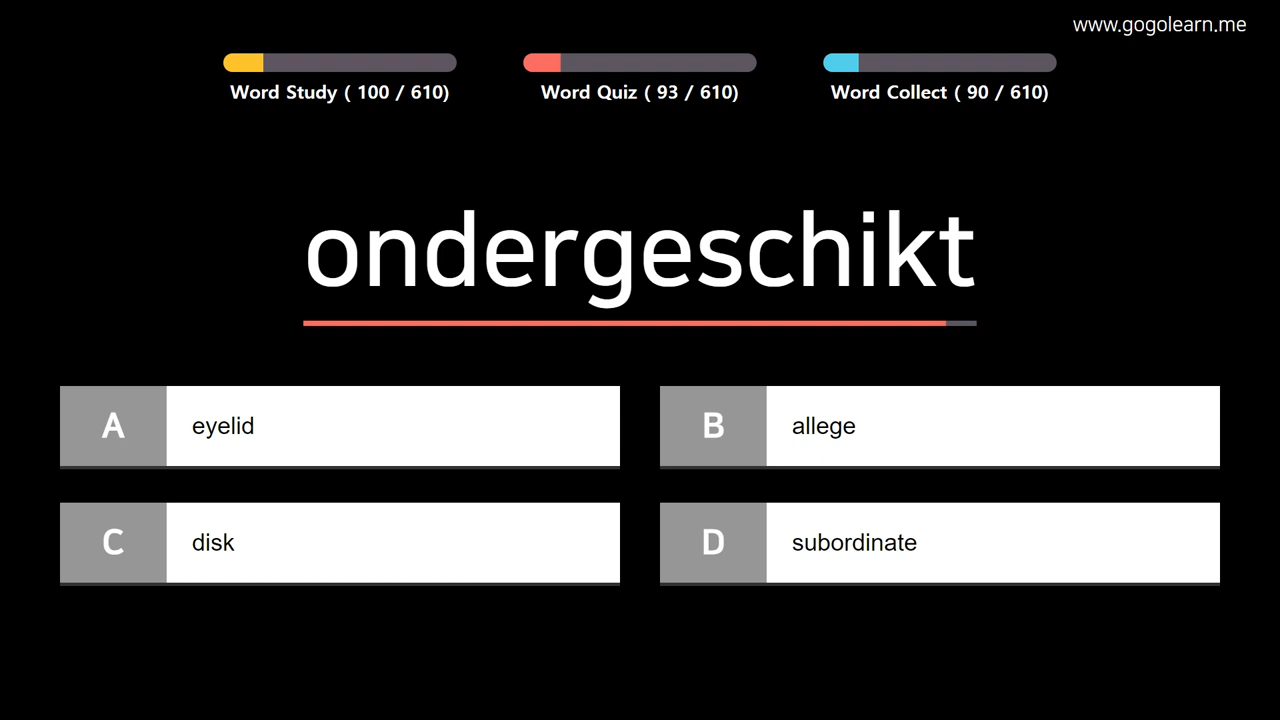 www.gogolearn.me
Word Study ( 100 / 610)
Word Quiz ( 93 / 610)
Word Collect ( 90 / 610)
ondergeschikt
A eyelid
B allege
C disk
D subordinate